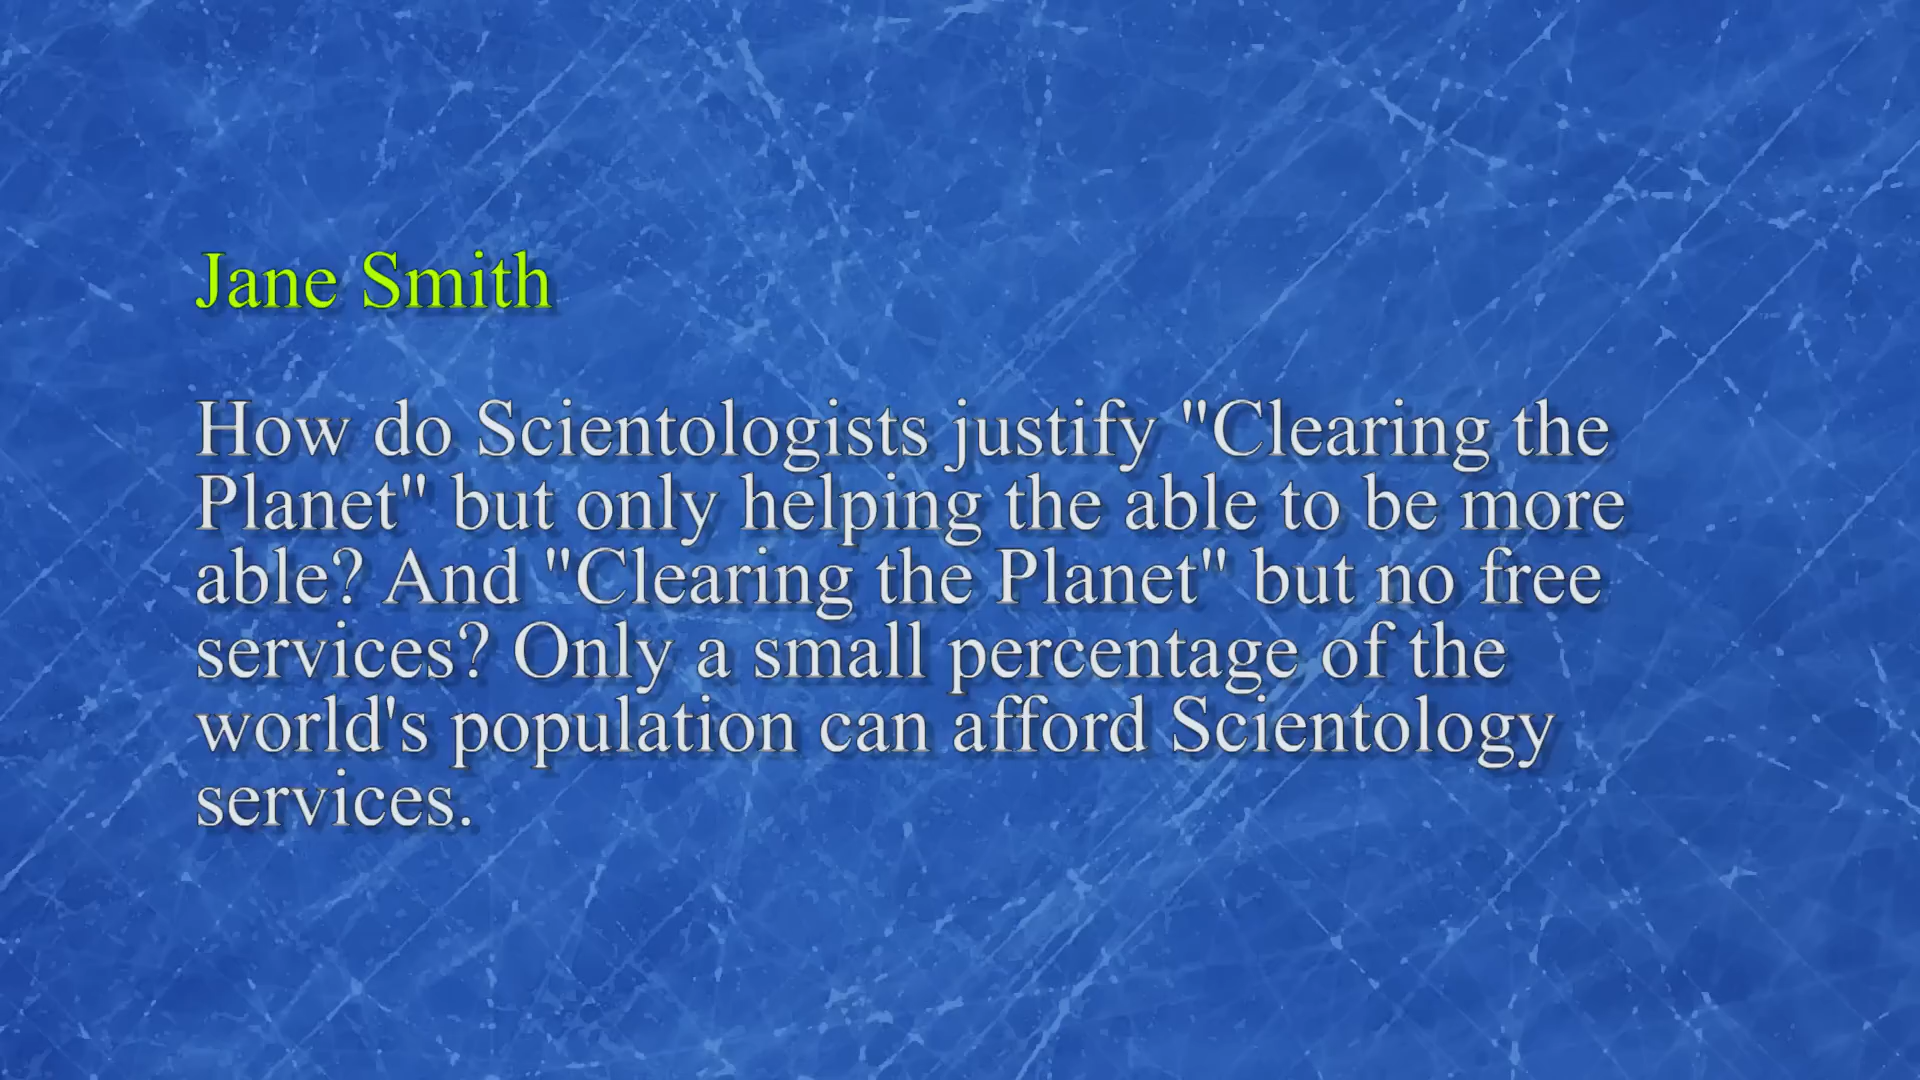 Jane Smith
How do Scientologists justify "Clearing the
Planet" but only helping the able to be more
able? And "Clearing the Planet" but no free
services? Only a small percentage of the
world's population can afford Scientology
services.